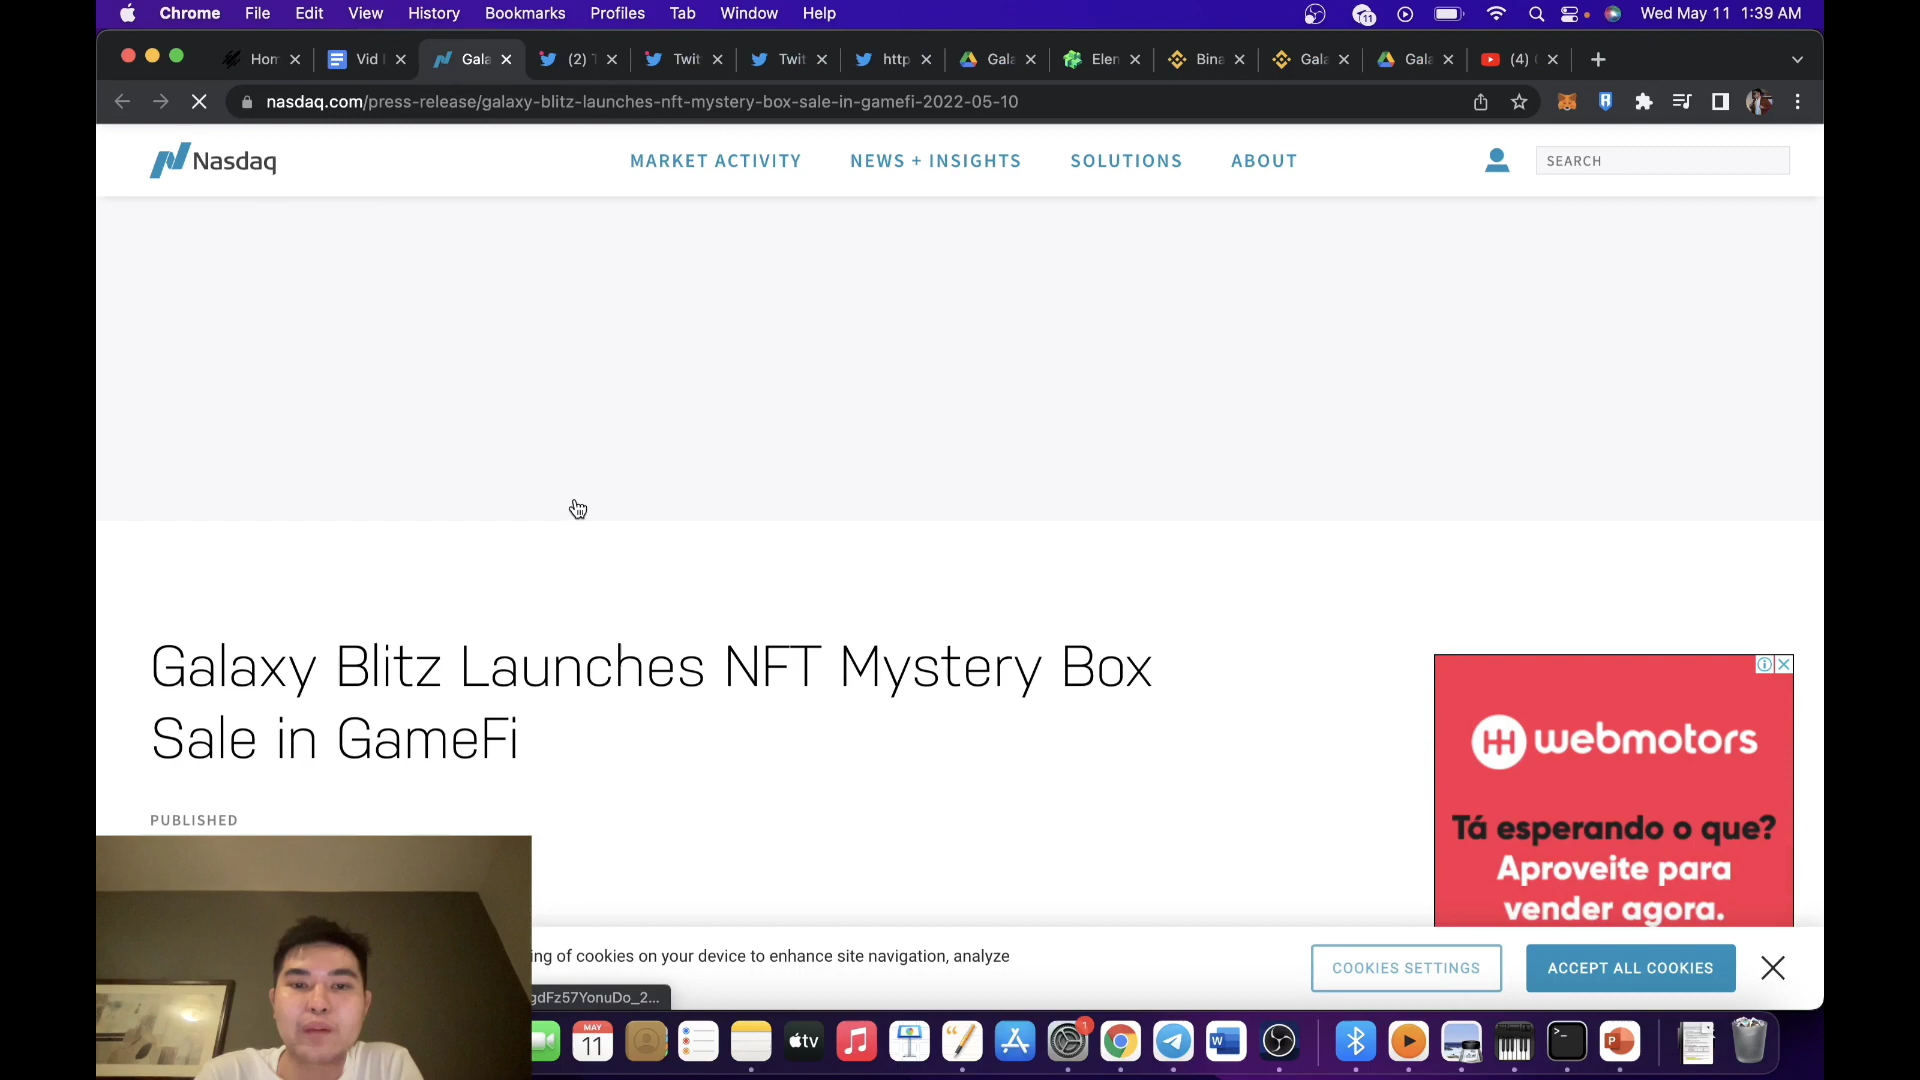 Chrome File Edit View History Bookmarks Profiles Tab Window Help 11 Wed May 11 1:39 AM
Hom Vid Gala (2) Twit Twit http Gala Elen Bina Gala Gala (4)
nasdaq.com/press-release/galaxy-blitz-launches-nft-mystery-box-sale-in-gamefi-2022-05-10
Nasdaq MARKET ACTIVITY NEWS + INSIGHTS SOLUTIONS ABOUT SEARCH
Galaxy Blitz Launches NFT Mystery Box
Sale in GameFi
PUBLISHED
webmotors
Tá esperando o que?
Aproveite para
vender agora.
ing of cookies on your device to enhance site navigation, analyze
COOKIES SETTINGS
ACCEPT ALL COOKIES
gdFz57YonuDo_2...
MAY
11
tv
1
W
P